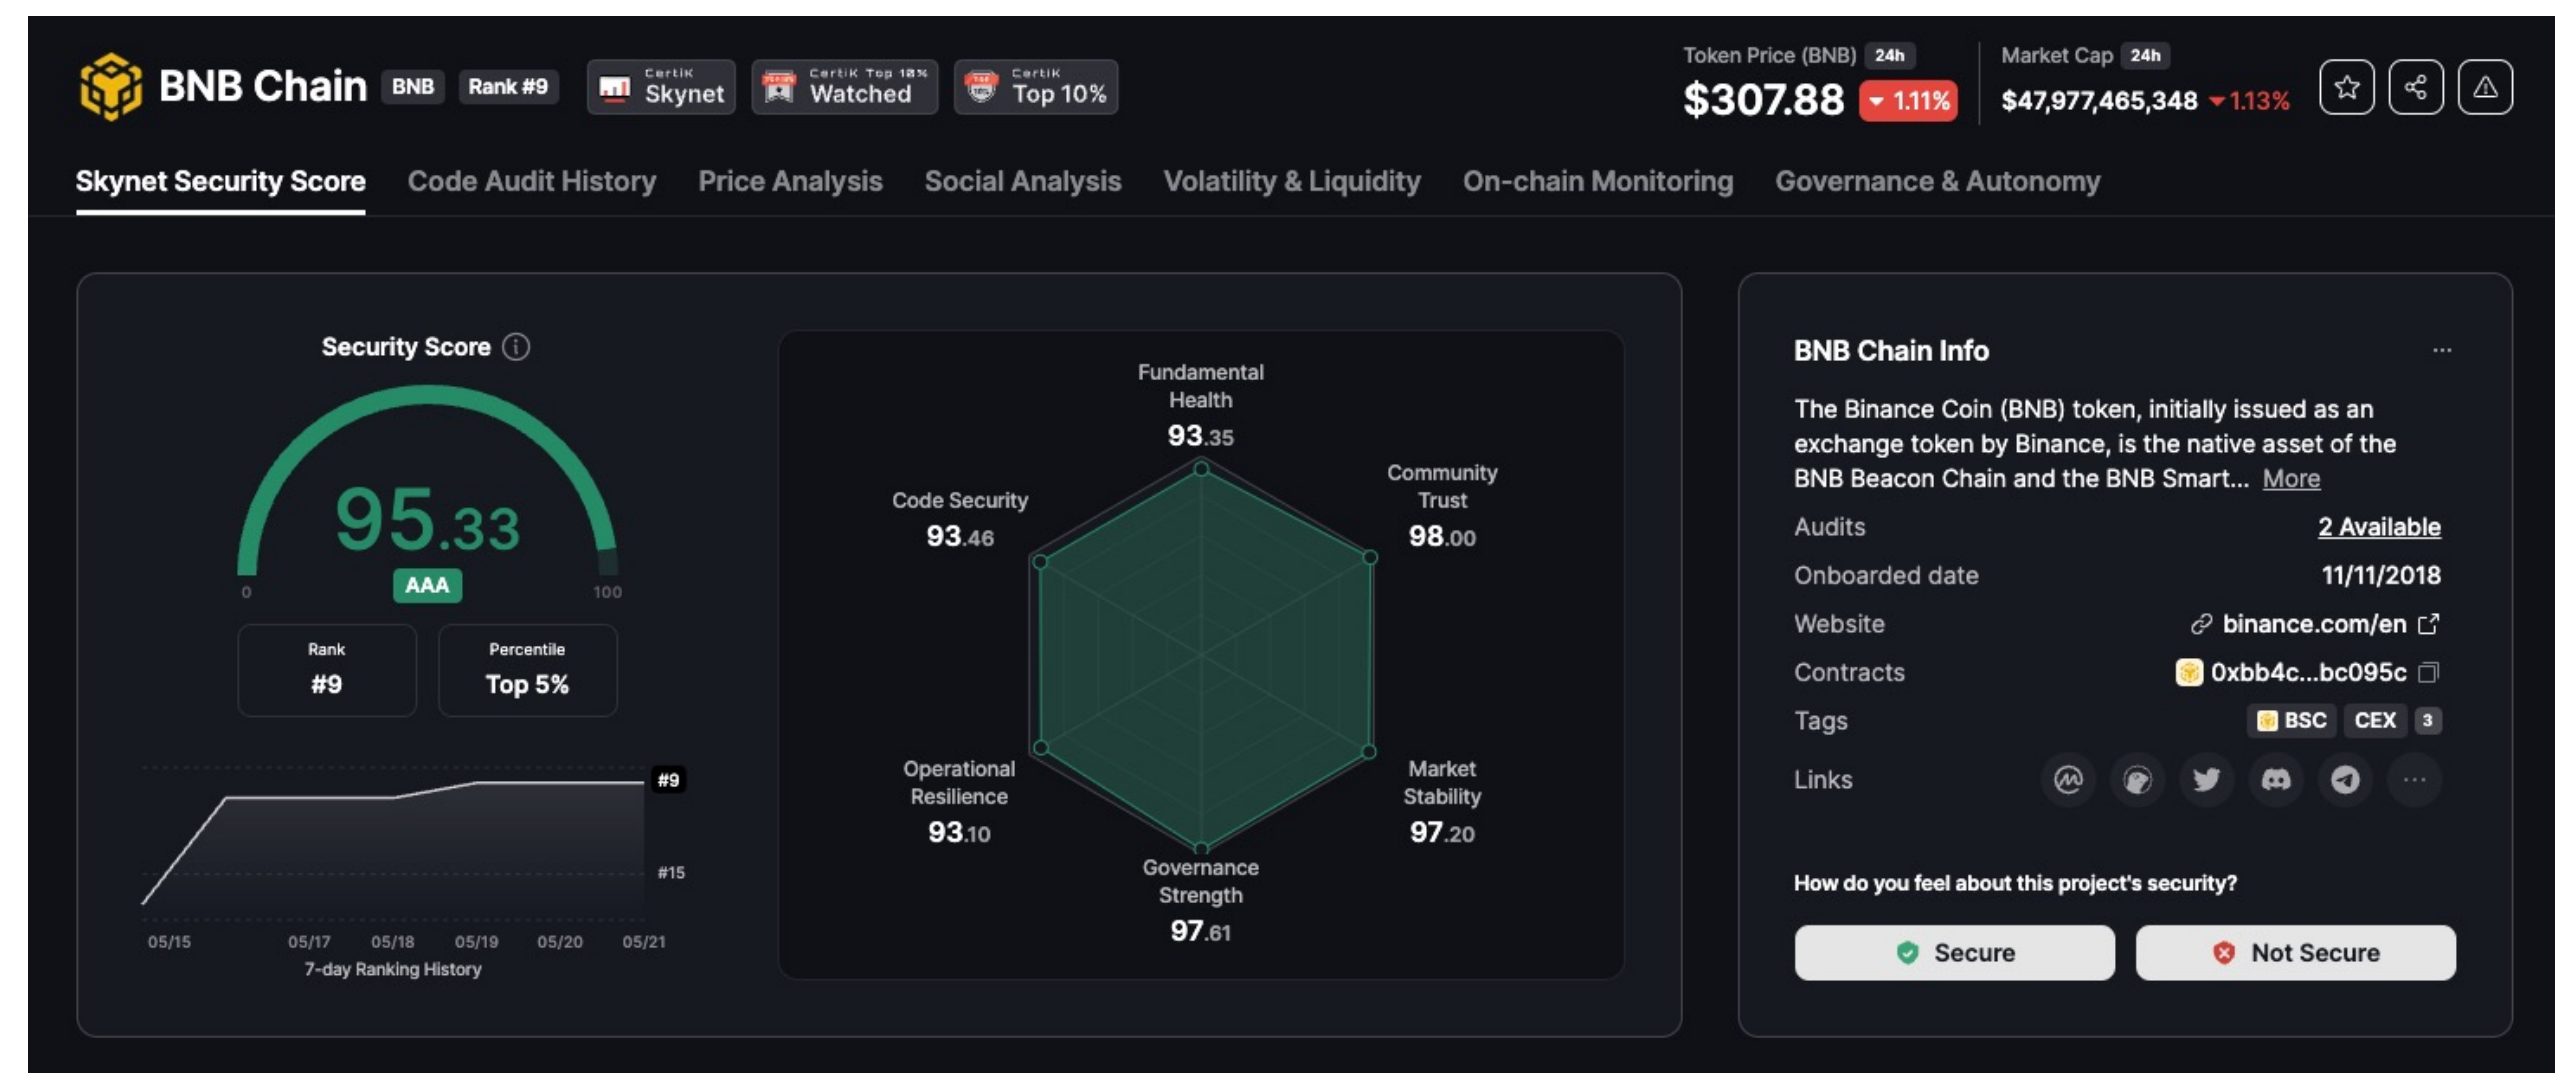 BNB Chain BNB Rank #9 CertiK Skynet CertiK Top 10% Watched CertiK Top 10%
Token Price (BNB) 24h
$307.88 1.11%
Market Cap 24h
$47,977,465,348 1.13%
Skynet Security Score Code Audit History Price Analysis Social Analysis Volatility & Liquidity On-chain Monitoring Governance & Autonomy
Security Score
95.33
AAA
0 100
Rank
#9
Percentile
Top 5%
#9
#15
05/15 05/17 05/18 05/19 05/20 05/21
7-day Ranking History
Fundamental
Health
93.35
Community
Trust
98.00
Code Security
93.46
Operational
Resilience
93.10
Market
Stability
97.20
Governance
Strength
97.61
BNB Chain Info
The Binance Coin (BNB) token, initially issued as an
exchange token by Binance, is the native asset of the
BNB Beacon Chain and the BNB Smart... More
Audits 2 Available
Onboarded date 11/11/2018
Website binance.com/en
Contracts 0xbb4c...bc095c
Tags BSC CEX 3
Links
How do you feel about this project's security?
Secure Not Secure